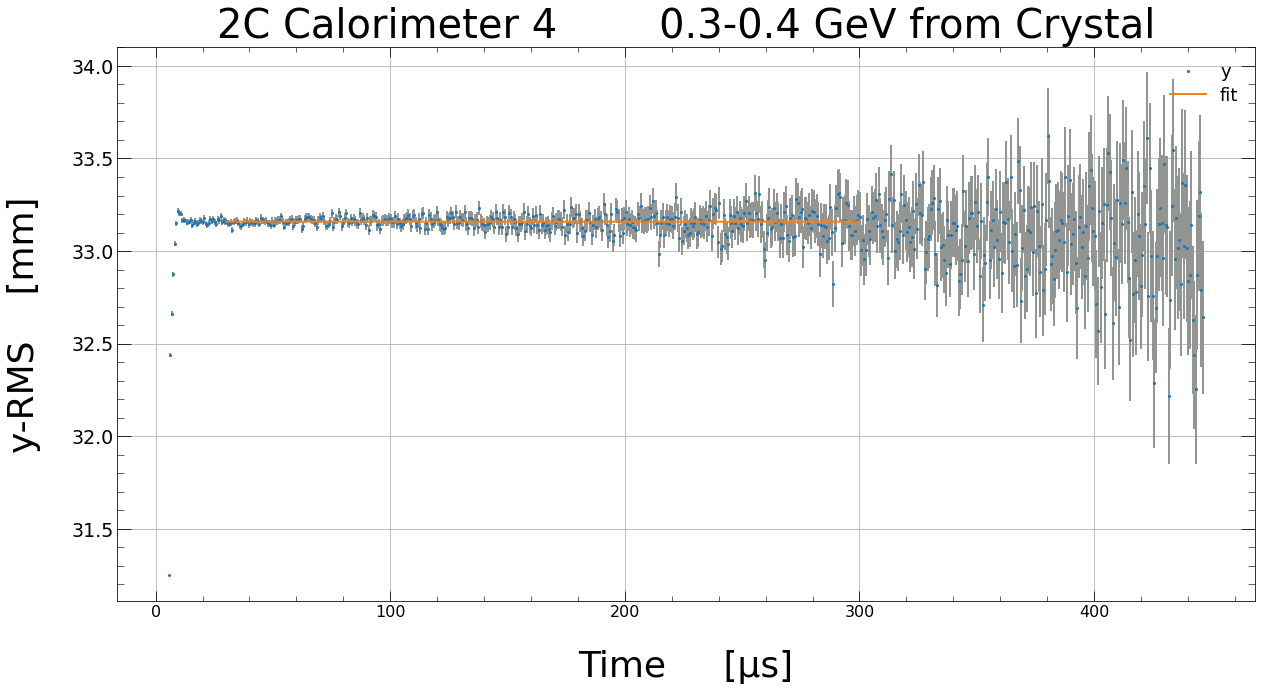 2C Calorimeter 4 0.3-0.4 GeV from Crystal
y
fit
34.0
33.5
33.0
32.5
32.0
31.5
y-RMS [mm]
0 100 200 300 400
Time [μs]